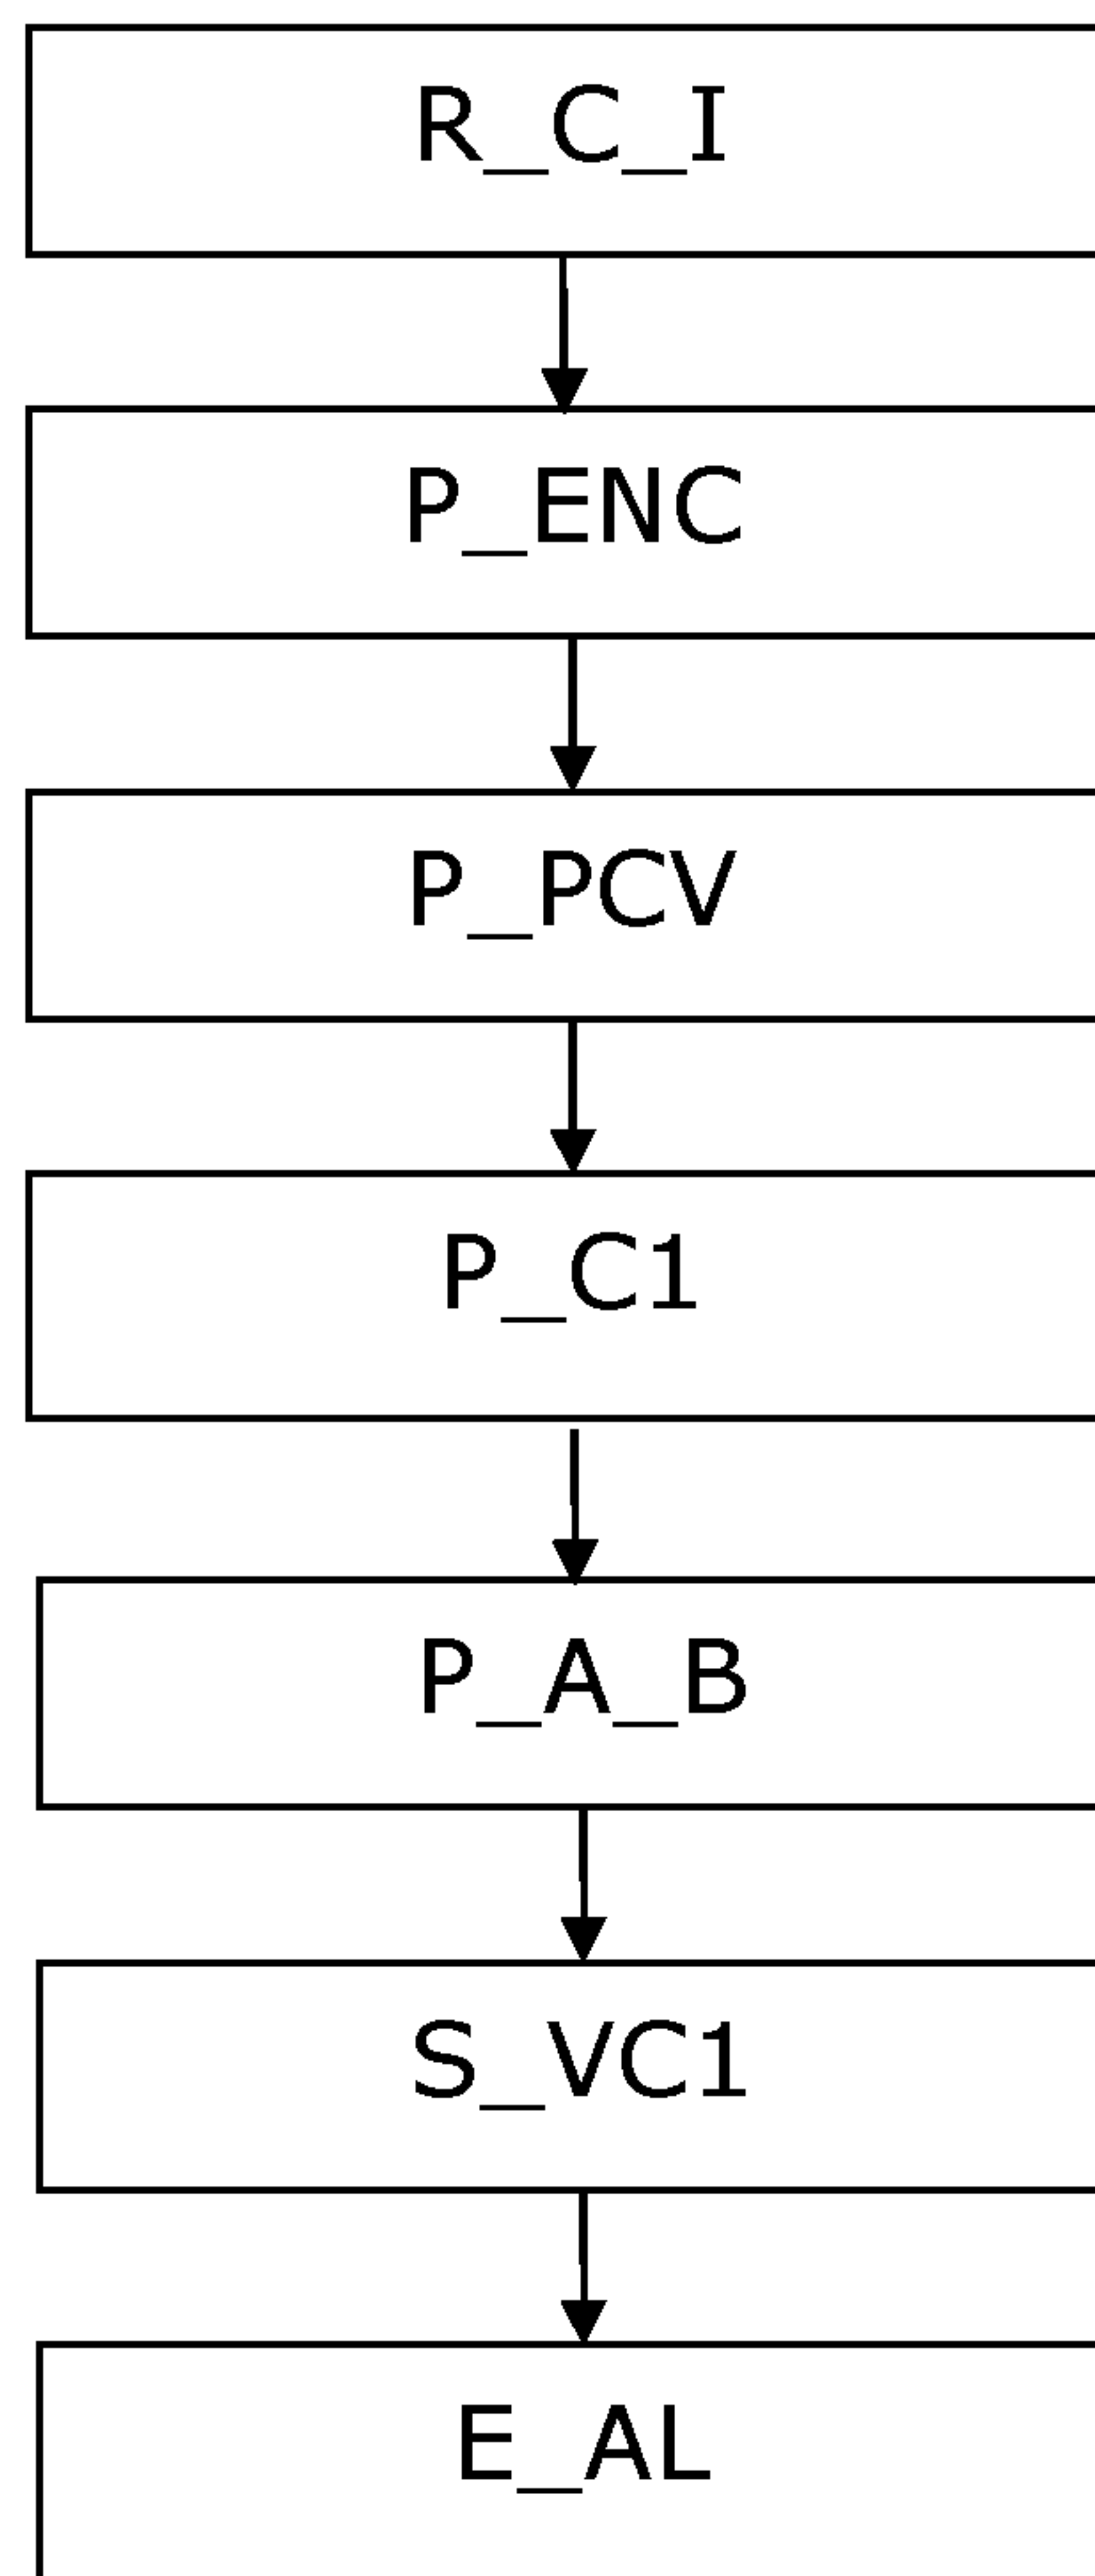 R_C_I
P_ENC
P_PCV
P_C1
P_A_B
S_VC1
E_AL